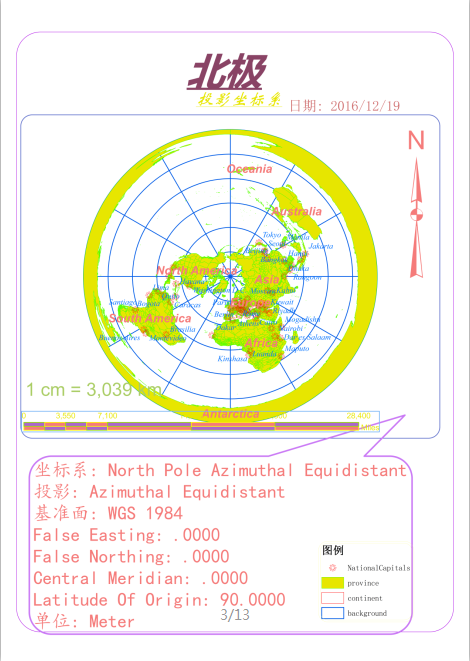 北极
投影坐标系
日期: 2016/12/19
N
Oceania
Australia
Tokyo
Seoul
Manila
Jakarta
Beijing
Hanoi
Bangkok
Dhaka
Rangoon
North America
Havana
Washington D.C.
Asia
Moscow
Kabul
Lima
Quito
Santiago
Bogota
Caracas
Kuwait
Riyadh
South America
Brasilia
Buenos Aires
Montevideo
Dakar
Athens
Mogadishu
Nairobi
Dar es Salaam
Africa
Maputo
Kinshasa
Luanda
1 cm = 3,039 km
Antarctica
0 3,550 7,100 28,400
坐标系: North Pole Azimuthal Equidistant
投影: Azimuthal Equidistant
基准面: WGS 1984
False Easting: .0000
False Northing: .0000
Central Meridian: .0000
Latitude Of Origin: 90.0000
单位: Meter
图例
NationalCapitals
province
continent
background
3/13